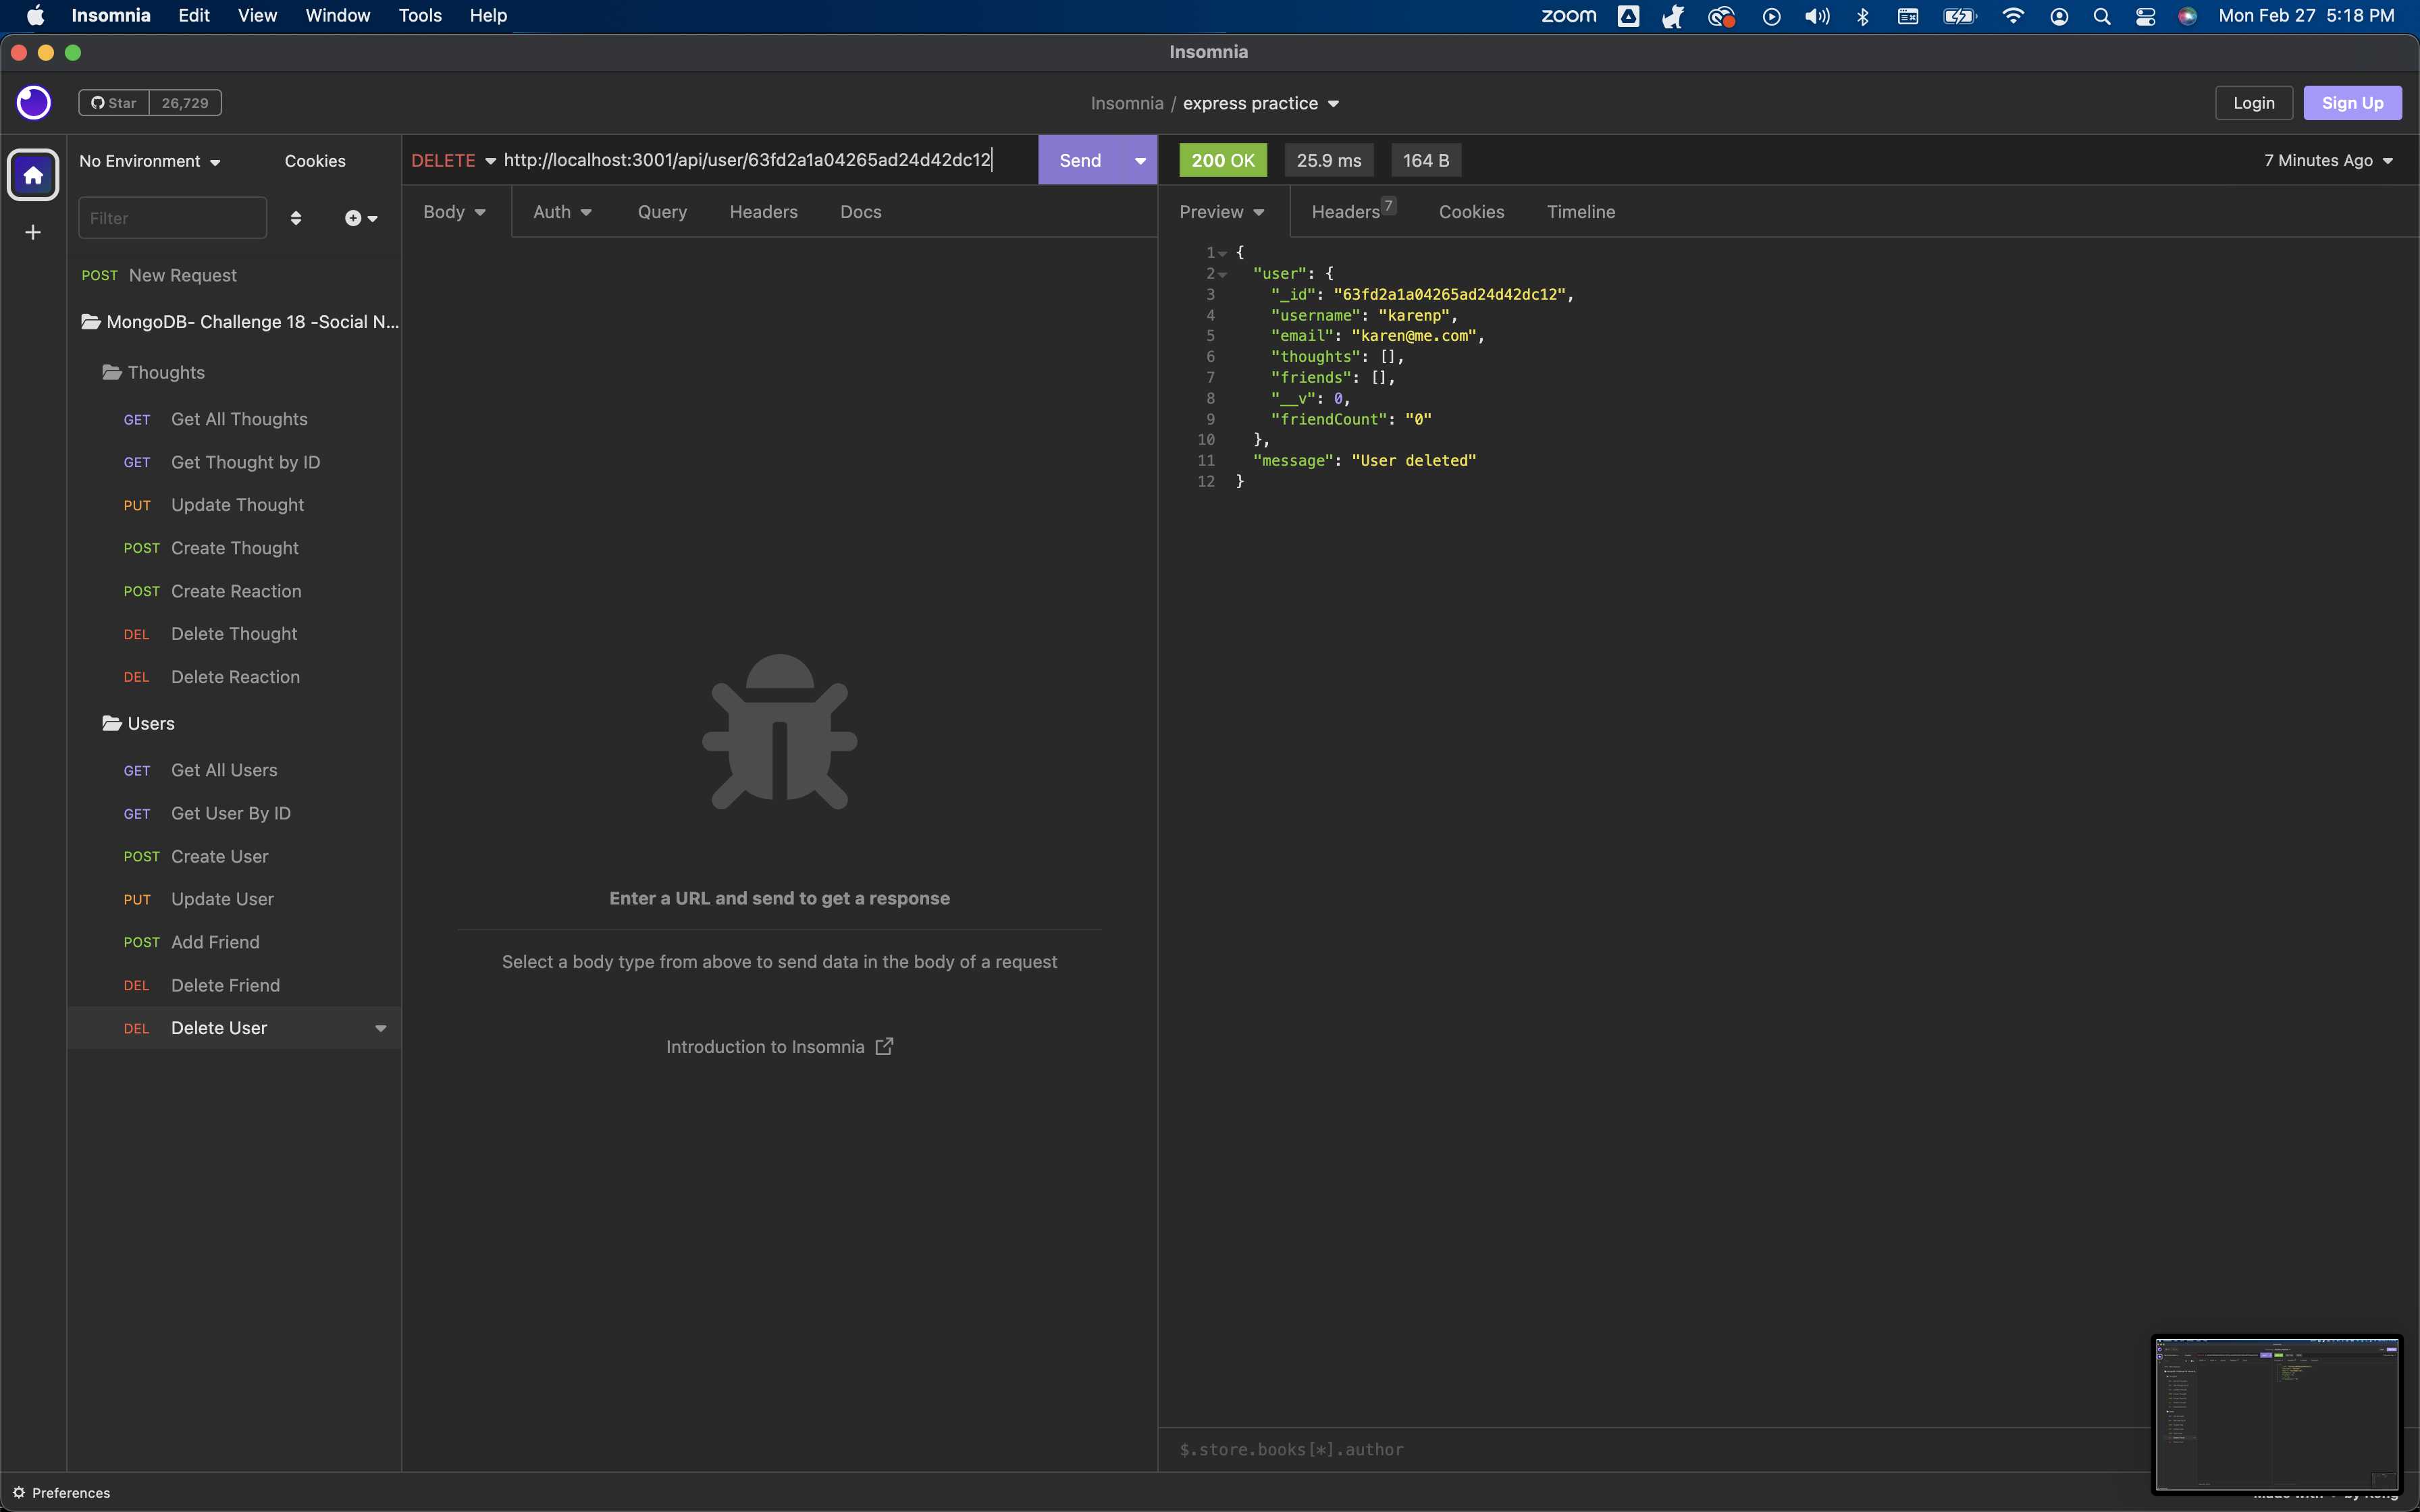 Insomnia Edit View Window Tools Help zoom Mon Feb 27 5:18 PM
Insomnia
Star 26,729 Insomnia / express practice Login Sign Up
No Environment Cookies
Filter
POST New Request
MongoDB- Challenge 18 -Social N...
Thoughts
GET Get All Thoughts
GET Get Thought by ID
PUT Update Thought
POST Create Thought
POST Create Reaction
DEL Delete Thought
DEL Delete Reaction
Users
GET Get All Users
GET Get User By ID
POST Create User
PUT Update User
POST Add Friend
DEL Delete Friend
DEL Delete User
DELETE http://localhost:3001/api/user/63fd2a1a04265ad24d42dc12 Send
Body Auth Query Headers Docs
Enter a URL and send to get a response
Select a body type from above to send data in the body of a request
Introduction to Insomnia
200 OK 25.9 ms 164 B 7 Minutes Ago
Preview Headers 7 Cookies Timeline
1 {
2 "user": {
3 "_id": "63fd2a1a04265ad24d42dc12",
4 "username": "karenp",
5 "email": "karen@me.com",
6 "thoughts": [],
7 "friends": [],
8 "__v": 0,
9 "friendCount": "0"
10 },
11 "message": "User deleted"
12 }
$.store.books[*].author
Preferences